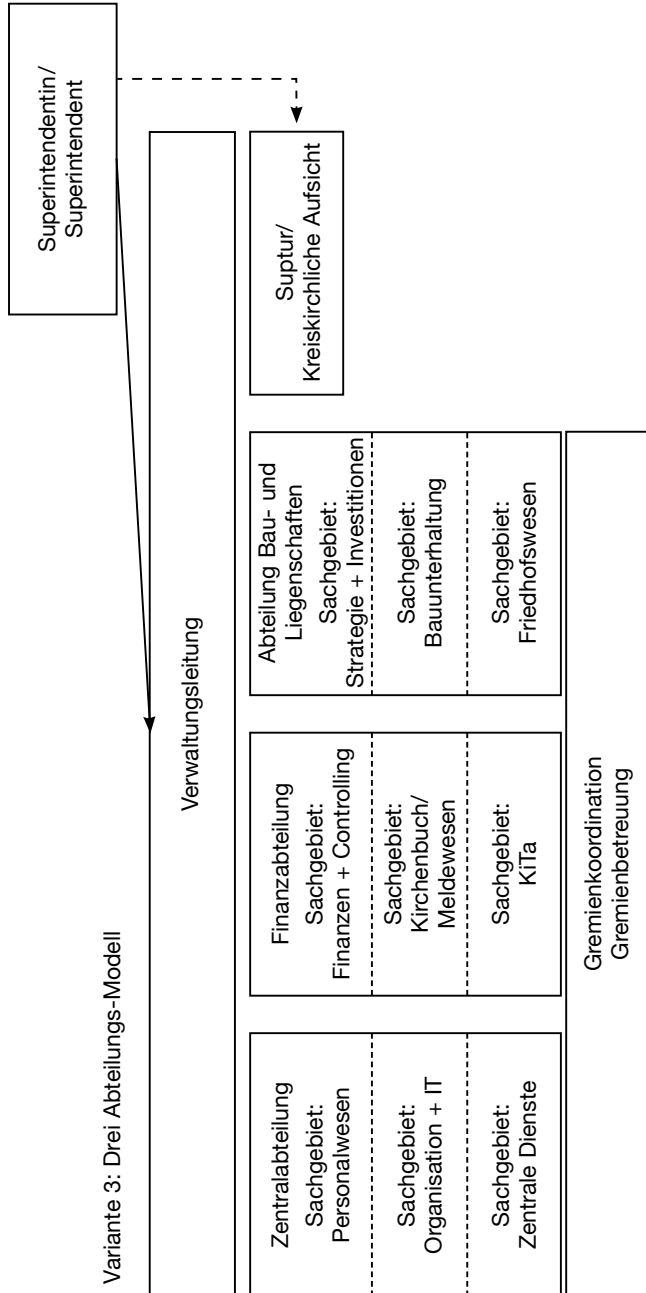 Variante 3: Drei Abteilungs-Modell
Superintendentin/
Superintendent
Verwaltungsleitung
Zentralabteilung
Sachgebiet:
Personalwesen
Sachgebiet:
Organisation + IT
Sachgebiet:
Zentrale Dienste
Finanzabteilung
Sachgebiet:
Finanzen + Controlling
Sachgebiet:
Kirchenbuch/
Meldewesen
Sachgebiet:
KiTa
Abteilung Bau- und
Liegenschaften
Sachgebiet:
Strategie + Investitionen
Sachgebiet:
Bauunterhaltung
Sachgebiet:
Friedhofswesen
Suptur/
Kreiskirchliche Aufsicht
Gremienkoordination
Gremienbetreuung